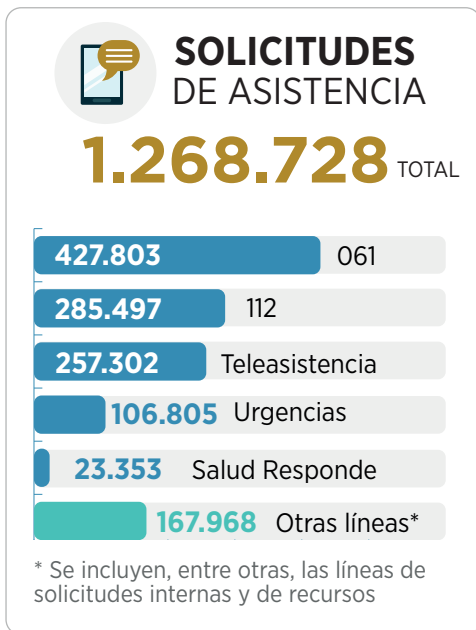 SOLICITUDES
DE ASISTENCIA
1.268.728 TOTAL
427.803 061
285.497 112
257.302 Teleasistencia
106.805 Urgencias
23.353 Salud Responde
167.968 Otras líneas*
* Se incluyen, entre otras, las líneas de
solicitudes internas y de recursos